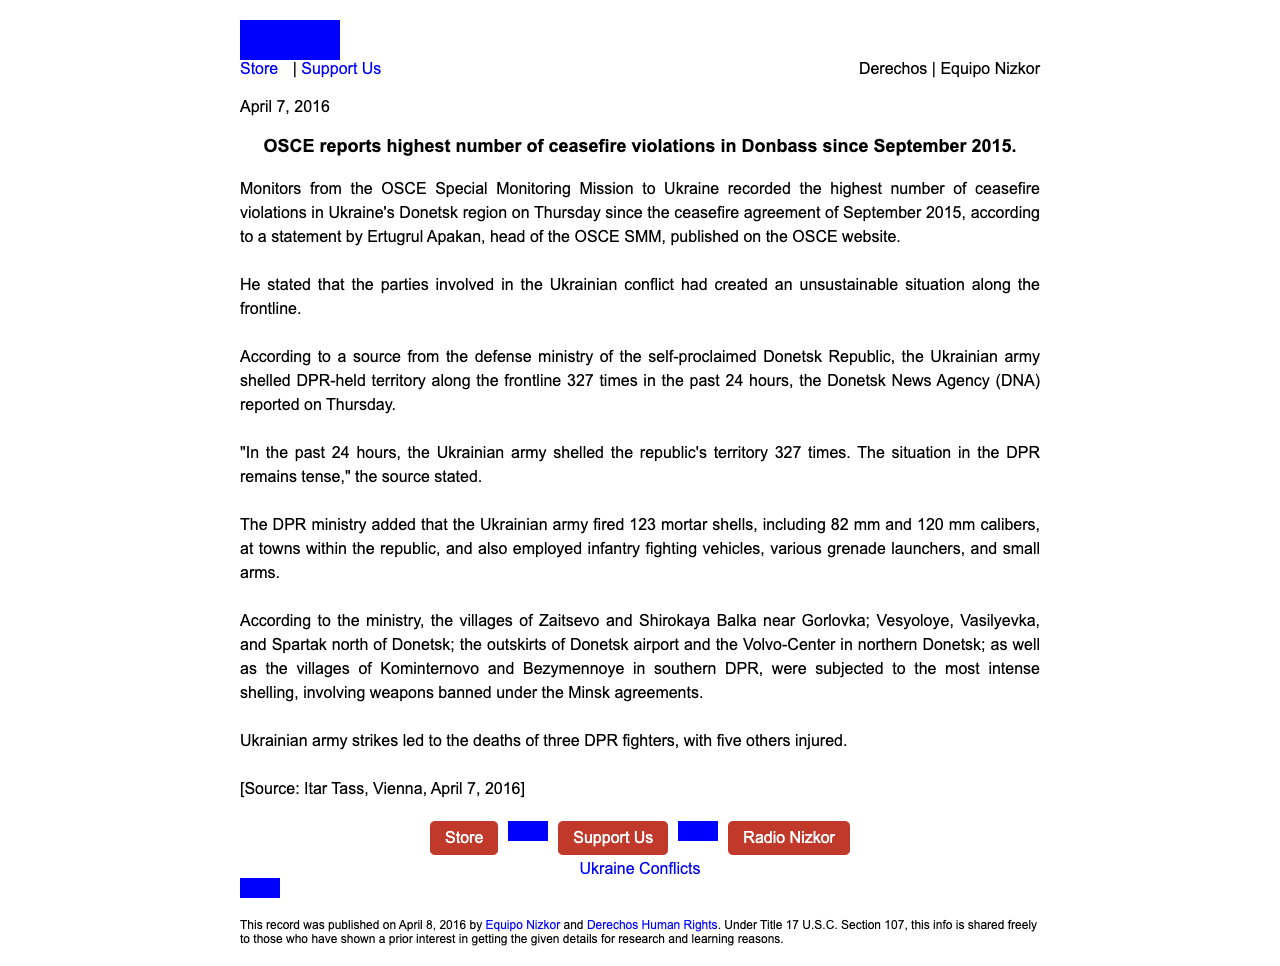 Store | Support Us Derechos | Equipo Nizkor
April 7, 2016
OSCE reports highest number of ceasefire violations in Donbass since September 2015.
Monitors from the OSCE Special Monitoring Mission to Ukraine recorded the highest number of ceasefire
violations in Ukraine's Donetsk region on Thursday since the ceasefire agreement of September 2015, according
to a statement by Ertugrul Apakan, head of the OSCE SMM, published on the OSCE website.
He stated that the parties involved in the Ukrainian conflict had created an unsustainable situation along the
frontline.
According to a source from the defense ministry of the self-proclaimed Donetsk Republic, the Ukrainian army
shelled DPR-held territory along the frontline 327 times in the past 24 hours, the Donetsk News Agency (DNA)
reported on Thursday.
"In the past 24 hours, the Ukrainian army shelled the republic's territory 327 times. The situation in the DPR
remains tense," the source stated.
The DPR ministry added that the Ukrainian army fired 123 mortar shells, including 82 mm and 120 mm calibers,
at towns within the republic, and also employed infantry fighting vehicles, various grenade launchers, and small
arms.
According to the ministry, the villages of Zaitsevo and Shirokaya Balka near Gorlovka; Vesyoloye, Vasilyevka,
and Spartak north of Donetsk; the outskirts of Donetsk airport and the Volvo-Center in northern Donetsk; as well
as the villages of Kominternovo and Bezymennoye in southern DPR, were subjected to the most intense
shelling, involving weapons banned under the Minsk agreements.
Ukrainian army strikes led to the deaths of three DPR fighters, with five others injured.
[Source: Itar Tass, Vienna, April 7, 2016]
Store Support Us Radio Nizkor
Ukraine Conflicts
This record was published on April 8, 2016 by Equipo Nizkor and Derechos Human Rights. Under Title 17 U.S.C. Section 107, this info is shared freely
to those who have shown a prior interest in getting the given details for research and learning reasons.